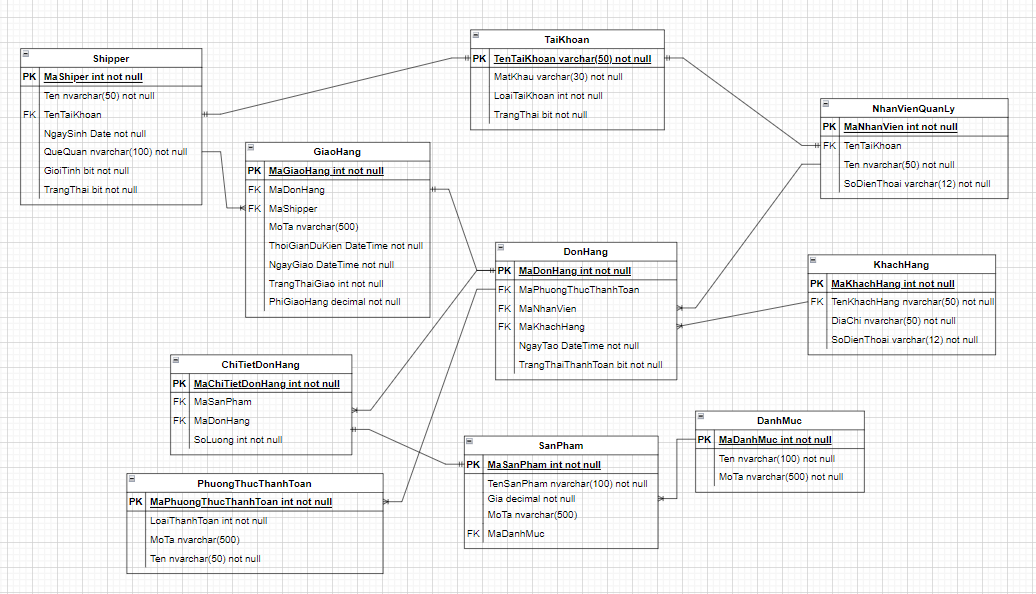 Shipper
PK MaShiper int not null
Ten nvarchar(50) not null
FK TenTaiKhoan
NgaySinh Date not null
QueQuan nvarchar(100) not null
GioiTinh bit not null
TrangThai bit not null
TaiKhoan
PK TenTaiKhoan varchar(50) not null
MatKhau varchar(30) not null
LoaiTaiKhoan int not null
TrangThai bit not null
NhanVienQuanLy
PK MaNhanVien int not null
FK TenTaiKhoan
Ten nvarchar(50) not null
SoDienThoai varchar(12) not null
GiaoHang
PK MaGiaoHang int not null
FK MaDonHang
FK MaShipper
MoTa nvarchar(500)
ThoiGianDuKien DateTime not null
NgayGiao DateTime not null
TrangThaiGiao int not null
PhiGiaoHang decimal not null
DonHang
PK MaDonHang int not null
FK MaPhuongThucThanhToan
FK MaNhanVien
FK MaKhachHang
NgayTao DateTime not null
TrangThaiThanhToan bit not null
KhachHang
PK MaKhachHang int not null
FK TenKhachHang nvarchar(50) not null
DiaChi nvarchar(50) not null
SoDienThoai varchar(12) not null
ChiTietDonHang
PK MaChiTietDonHang int not null
FK MaSanPham
FK MaDonHang
SoLuong int not null
DanhMuc
PK MaDanhMuc int not null
Ten nvarchar(100) not null
MoTa nvarchar(500) not null
SanPham
PK MaSanPham int not null
TenSanPham nvarchar(100) not null
Gia decimal not null
MoTa nvarchar(500)
FK MaDanhMuc
PhuongThucThanhToan
PK MaPhuongThucThanhToan int not null
LoaiThanhToan int not null
MoTa nvarchar(500)
Ten nvarchar(50) not null